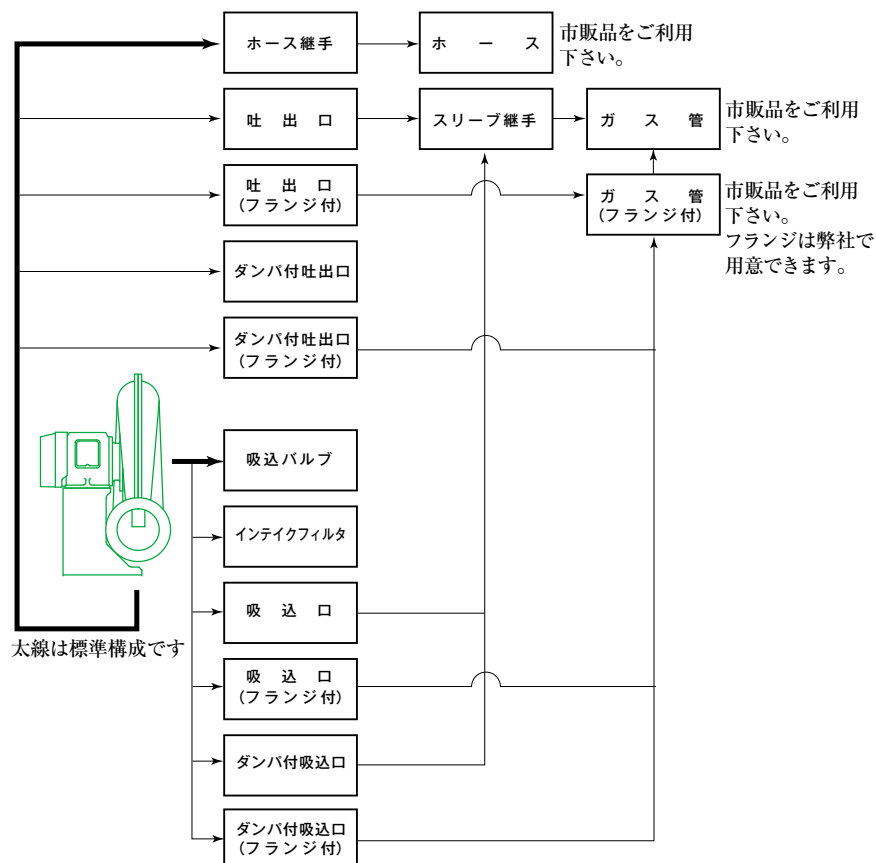 ホース継手
ホース
市販品をご利用
下さい。
吐出口
スリーブ継手
ガス管
市販品をご利用
下さい。
吐出口
(フランジ付)
ガス管
(フランジ付)
市販品をご利用
下さい。
フランジは弊社で
用意できます。
ダンパ付吐出口
ダンパ付吐出口
(フランジ付)
吸込バルブ
インテイクフィルタ
吸込口
太線は標準構成です
吸込口
(フランジ付)
ダンパ付吸込口
ダンパ付吸込口
(フランジ付)